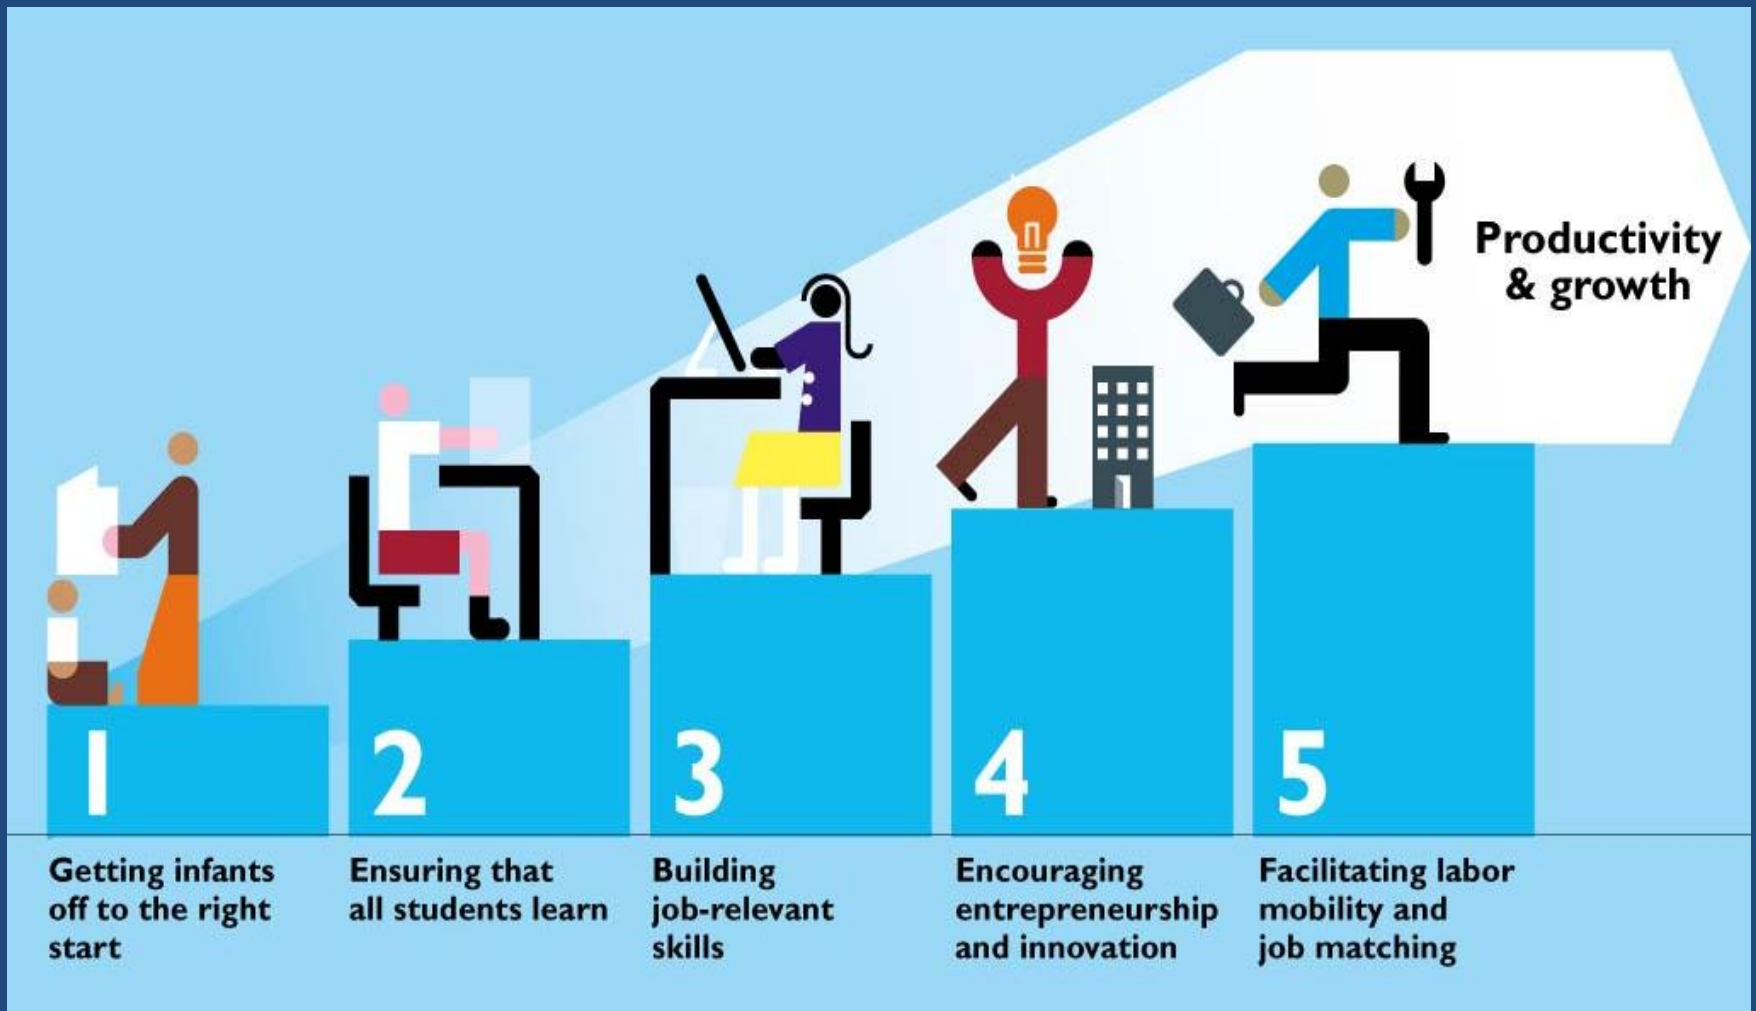 Productivity
& growth
1
2
3
4
5
Getting infants
off to the right
start
Ensuring that
all students learn
Building
job-relevant
skills
Encouraging
entrepreneurship
and innovation
Facilitating labor
mobility and
job matching